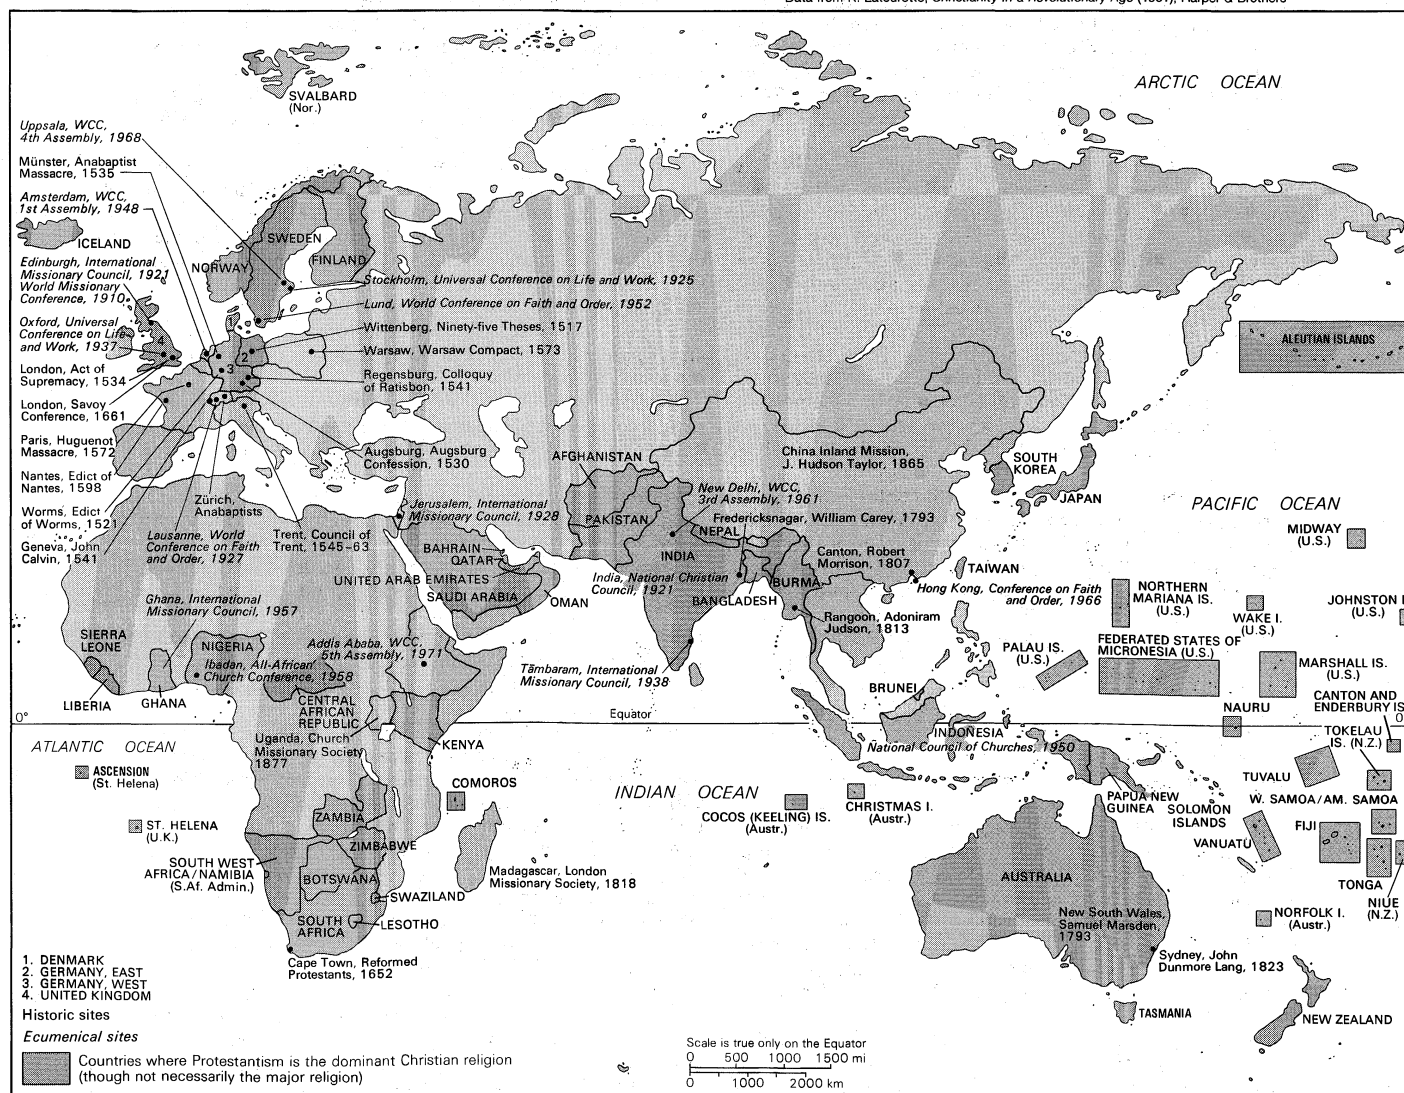 Data from K. Latourette, Christianity in a Revolutionary Age (1961), Harper & Brothers
ARCTIC OCEAN
SVALBARD
(Nor.)
Uppsala, WCC,
4th Assembly, 1968
Münster, Anabaptist
Massacre, 1535
Amsterdam, WCC,
1st Assembly, 1948
ICELAND
Edinburgh, International
Missionary Council, 1921
World Missionary
Conference, 1910
Oxford, Universal
Conference on Life
and Work, 1937
London, Act of
Supremacy, 1534
London, Savoy
Conference, 1661
Paris, Huguenot
Massacre, 1572
Nantes, Edict of
Nantes, 1598
Worms, Edict
of Worms, 1521
Geneva, John
Calvin, 1541
SWEDEN
NORWAY
FINLAND
1
2
3
4
Stockholm, Universal Conference on Life and Work, 1925
Lund, World Conference on Faith and Order, 1952
Wittenberg, Ninety-five Theses, 1517
Warsaw, Warsaw Compact, 1573
Regensburg, Colloquy
of Ratisbon, 1541
Augsburg, Augsburg
Confession, 1530
Zürich,
Anabaptists
Lausanne, World
Conference on Faith
and Order, 1927
Trent, Council of
Trent, 1545-63
Jerusalem, International
Missionary Council, 1928
AFGHANISTAN
PAKISTAN
New Delhi, WCC,
3rd Assembly, 1961
Fredericksnagar, William Carey, 1793
NEPAL
INDIA
China Inland Mission,
J. Hudson Taylor, 1865
SOUTH
KOREA
JAPAN
ALEUTIAN ISLANDS
PACIFIC OCEAN
MIDWAY
(U.S.)
BAHRAIN
QATAR
UNITED ARAB EMIRATES
SAUDI ARABIA
OMAN
India, National Christian
Council, 1921
BANGLADESH
BURMA
Canton, Robert
Morrison, 1807
TAIWAN
Hong Kong, Conference on Faith
and Order, 1966
Rangoon, Adoniram
Judson, 1813
Tāmbaram, International
Missionary Council, 1938
NORTHERN
MARIANA IS.
(U.S.)
WAKE I.
(U.S.)
JOHNSTON I
PALAU IS.
(U.S.)
FEDERATED STATES OF
MICRONESIA (U.S.)
MARSHALL IS.
(U.S.)
CANTON AND
ENDERBURY IS
NAURU
TOKELAU
IS. (N.Z.)
TUVALU
W. SAMOA/AM. SAMOA
Ghana, International
Missionary Council, 1957
SIERRA
LEONE
LIBERIA
GHANA
NIGERIA
Ibadan, All-African
Church Conference, 1958
Addis Ababa, WCC,
5th Assembly, 1971
CENTRAL
AFRICAN
REPUBLIC
Uganda, Church
Missionary Society
1877
KENYA
0°
Equator
0
ATLANTIC OCEAN
ASCENSION
(St. Helena)
ST. HELENA
(U.K.)
COMOROS
INDIAN OCEAN
COCOS (KEELING) IS.
(Austr.)
CHRISTMAS I.
(Austr.)
BRUNEI
INDONESIA
National Council of Churches, 1950
PAPUA NEW
GUINEA
SOLOMON
ISLANDS
VANUATU
FIJI
TONGA
NIUE
(N.Z.)
NORFOLK I.
(Austr.)
ZAMBIA
ZIMBABWE
SOUTH WEST
AFRICA/NAMIBIA
(S.Af. Admin.)
BOTSWANA
SWAZILAND
SOUTH
AFRICA
LESOTHO
Madagascar, London
Missionary Society, 1818
Cape Town, Reformed
Protestants, 1652
AUSTRALIA
New South Wales,
Samuel Marsden,
1793
Sydney, John
Dunmore Lang, 1823
TASMANIA
NEW ZEALAND
1. DENMARK
2. GERMANY, EAST
3. GERMANY, WEST
4. UNITED KINGDOM
Historic sites
Ecumenical sites
Countries where Protestantism is the dominant Christian religion
(though not necessarily the major religion)
Scale is true only on the Equator
0 500 1000 1500 mi
0 1000 2000 km